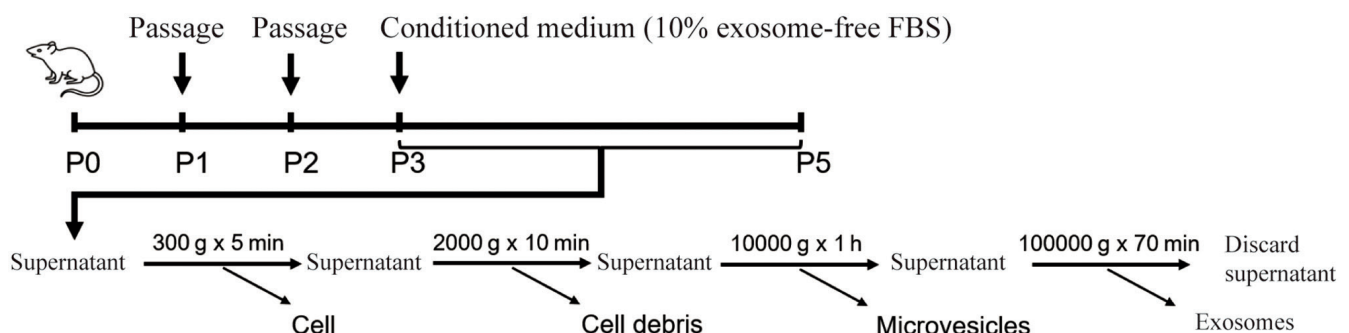 Passage Passage Conditioned medium (10% exosome-free FBS)
P0 P1 P2 P3 P5
300 g x 5 min 2000 g x 10 min 10000 g x 1 h 100000 g x 70 min
Supernatant Supernatant Supernatant Supernatant Discard
supernatant
Cell Cell debris Microvesicles Exosomes